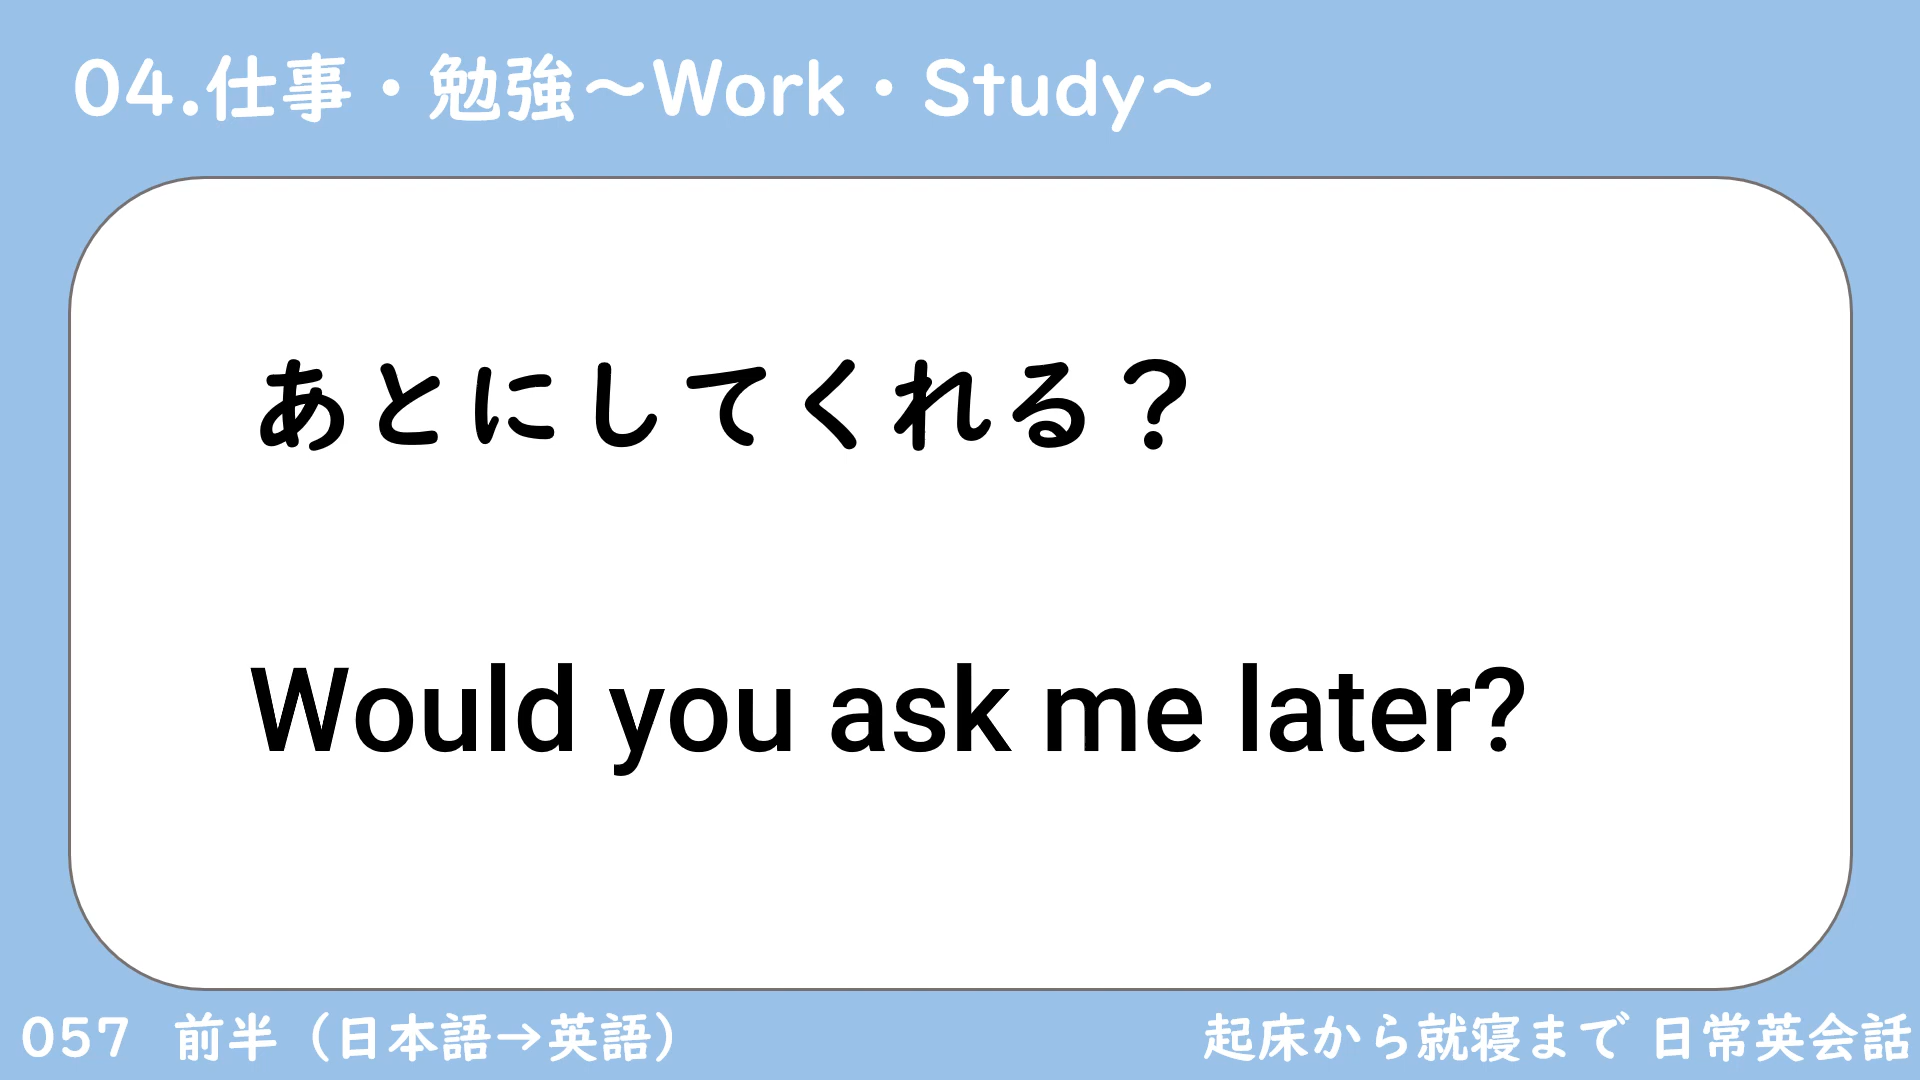 04.仕事・勉強～Work・Study～
あとにしてくれる？
Would you ask me later?
057 前半（日本語→英語）
起床から就寝まで 日常英会話